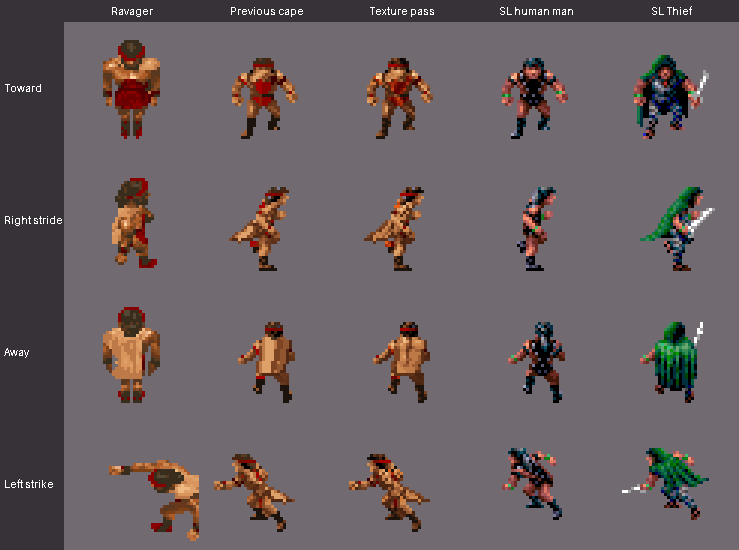 Ravager Previous cape Texture pass SL human man SL Thief
Toward
Right stride
Away
Left strike